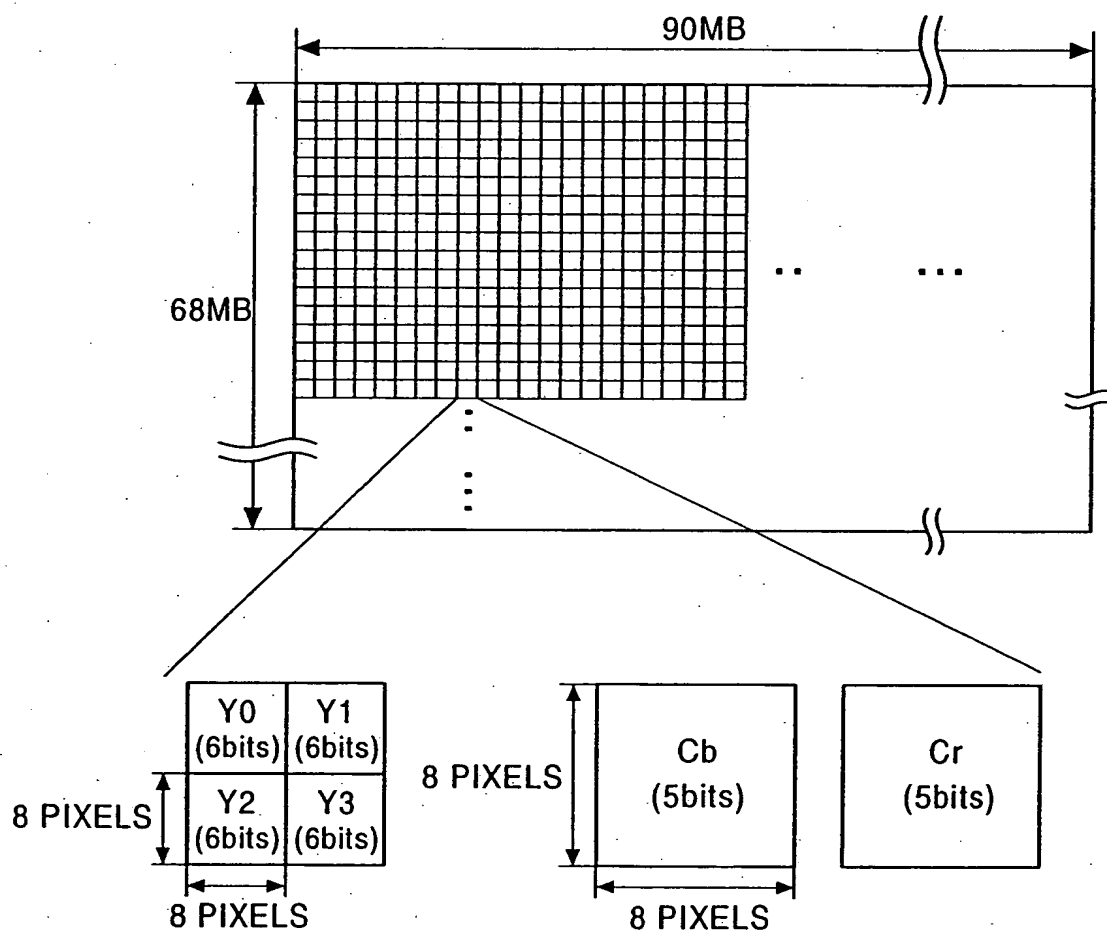 90MB
68MB
Y0
(6bits)
Y1
(6bits)
Y2
(6bits)
Y3
(6bits)
8 PIXELS
8 PIXELS
Cb
(5bits)
8 PIXELS
8 PIXELS
Cr
(5bits)